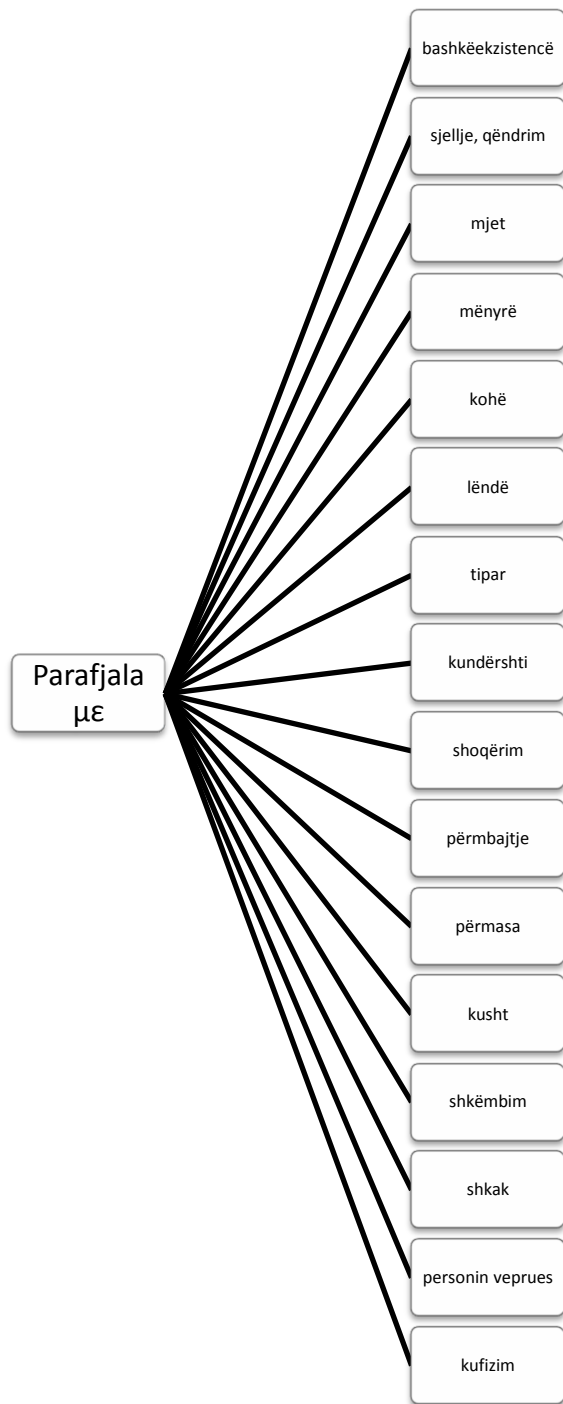 bashkëekzistencë
sjellje, qëndrim
mjet
mënyrë
kohë
lëndë
tipar
Parafjala
με
kundërshti
shoqërim
përmbajtje
përmasa
kusht
shkëmbim
shkak
personin veprues
kufizim